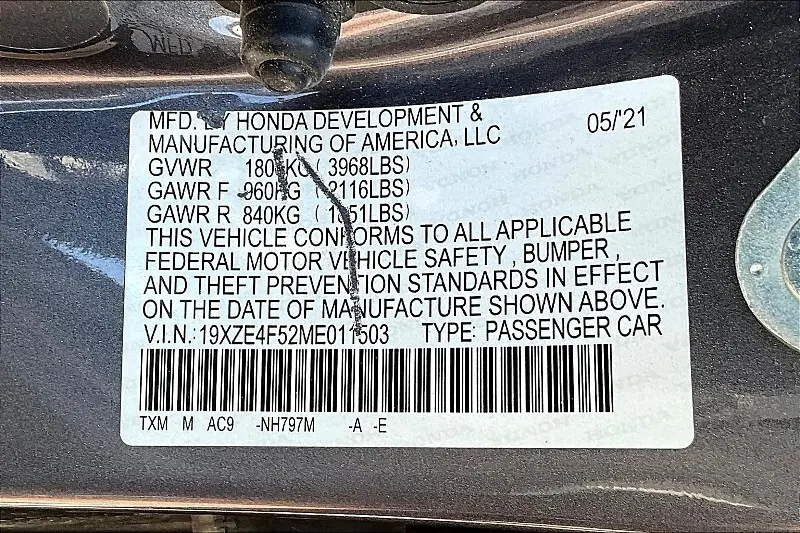 WED
MFD. BY HONDA DEVELOPMENT &
MANUFACTURING OF AMERICA, LLC
05/'21
GVWR 1800KG (3968LBS)
GAWR F 960KG (2116LBS)
GAWR R 840KG (1851LBS)
THIS VEHICLE CONFORMS TO ALL APPLICABLE
FEDERAL MOTOR VEHICLE SAFETY, BUMPER,
AND THEFT PREVENTION STANDARDS IN EFFECT
ON THE DATE OF MANUFACTURE SHOWN ABOVE.
V.I.N.:19XZE4F52ME011503 TYPE: PASSENGER CAR
TXM M AC9 -NH797M -A -E